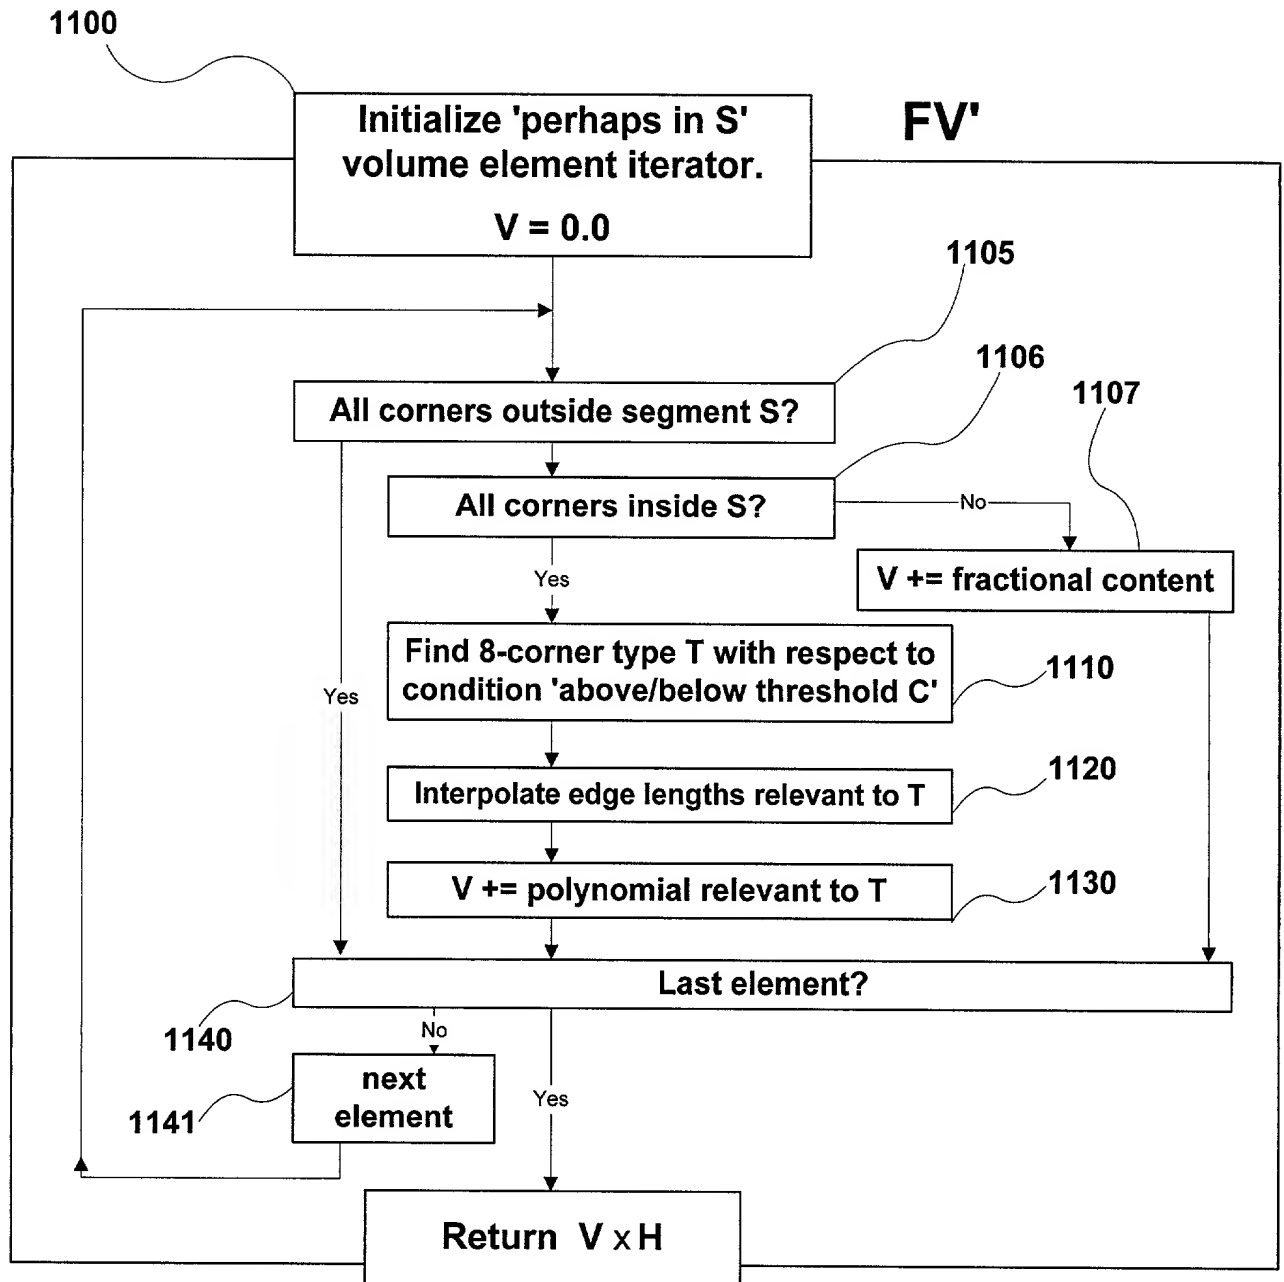 1100
Initialize 'perhaps in S'
volume element iterator.
V = 0.0
FV'
1105
All corners outside segment S?
1106
All corners inside S?
1107
No
V += fractional content
Yes
Find 8-corner type T with respect to
condition 'above/below threshold C'
1110
Yes
Interpolate edge lengths relevant to T
1120
V += polynomial relevant to T
1130
Last element?
1140
No
next
element
1141
Yes
Return V x H